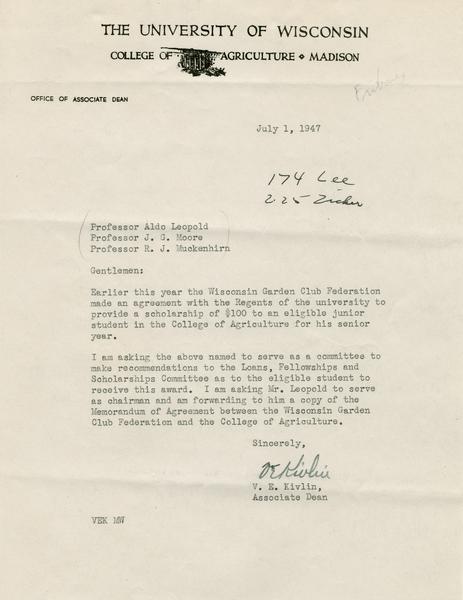 THE UNIVERSITY OF WISCONSIN
COLLEGE OF AGRICULTURE ◆ MADISON
OFFICE OF ASSOCIATE DEAN
July 1, 1947
174 Lee
225 Zicker
Professor Aldo Leopold
Professor J. G. Moore
Professor R. J. Muckenhirn
Gentlemen:
Earlier this year the Wisconsin Garden Club Federation
made an agreement with the Regents of the university to
provide a scholarship of $100 to an eligible junior
student in the College of Agriculture for his senior
year.
I am asking the above named to serve as a committee to
make recommendations to the Loans, Fellowships and
Scholarships Committee as to the eligible student to
receive this award. I am asking Mr. Leopold to serve
as chairman and am forwarding to him a copy of the
Memorandum of Agreement between the Wisconsin Garden
Club Federation and the College of Agriculture.
Sincerely,
VEKivlin
V. E. Kivlin,
Associate Dean
VEK MW